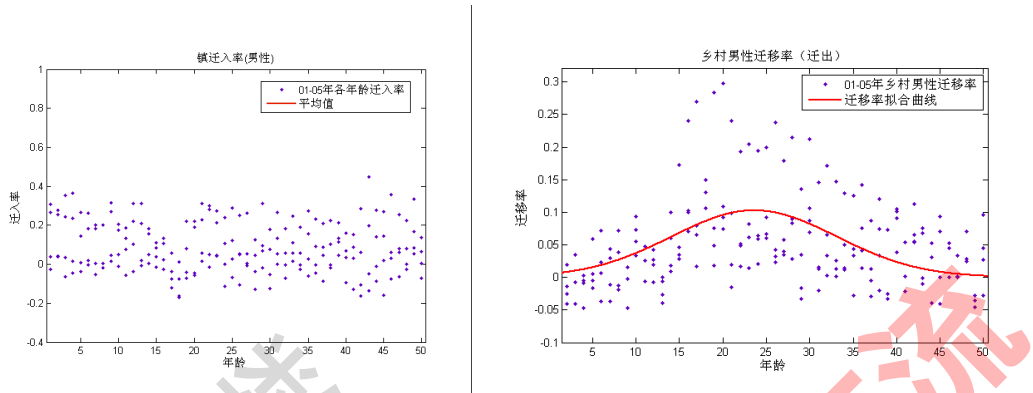 镇迁入率(男性)
01-05年各年龄迁入率
平均值
迁入率
1
0.8
0.6
0.4
0.2
0
-0.2
-0.4
5 10 15 20 25 30 35 40 45 50
年龄
乡村男性迁移率（迁出）
01-05年乡村男性迁移率
迁移率拟合曲线
迁移率
0.3
0.25
0.2
0.15
0.1
0.05
0
-0.05
-0.1
5 10 15 20 25 30 35 40 45 50
年龄
流